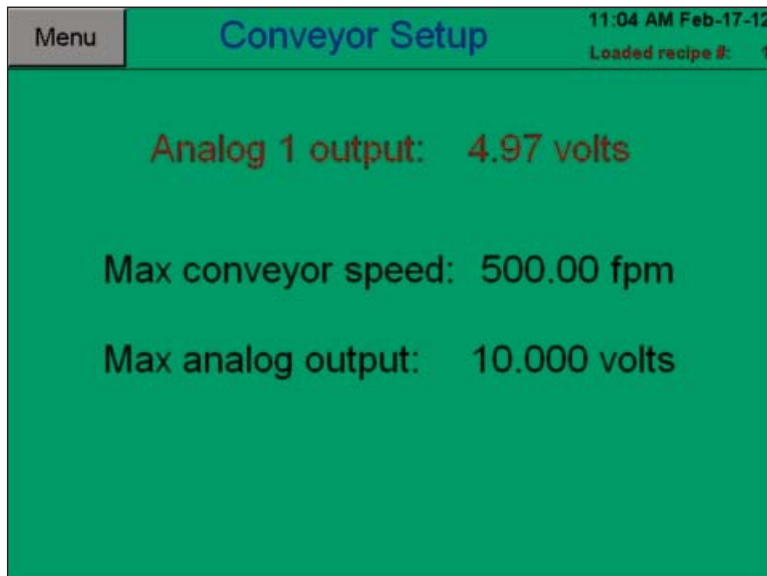 Menu
Conveyor Setup
11:04 AM Feb-17-12
Loaded recipe #: 1
Analog 1 output: 4.97 volts
Max conveyor speed: 500.00 fpm
Max analog output: 10.000 volts